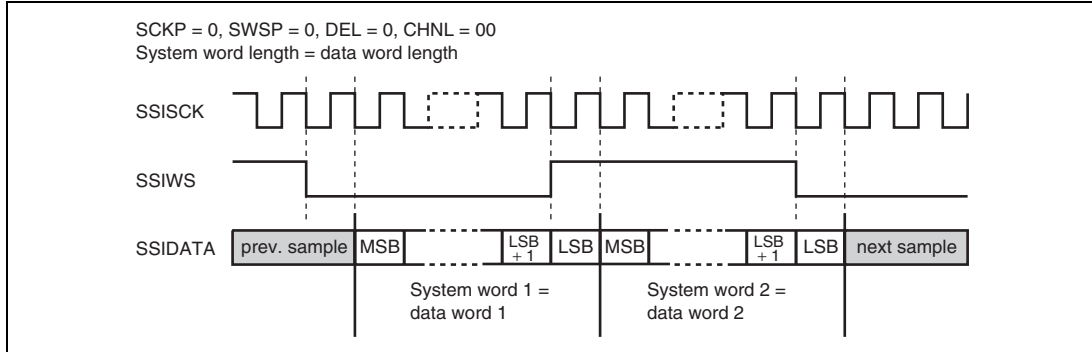 SCKP = 0, SWSP = 0, DEL = 0, CHNL = 00
System word length = data word length
SSISCK
SSIWS
SSIDATA
prev. sample
MSB
LSB
+ 1
LSB
MSB
LSB
+ 1
LSB
next sample
System word 1 =
data word 1
System word 2 =
data word 2